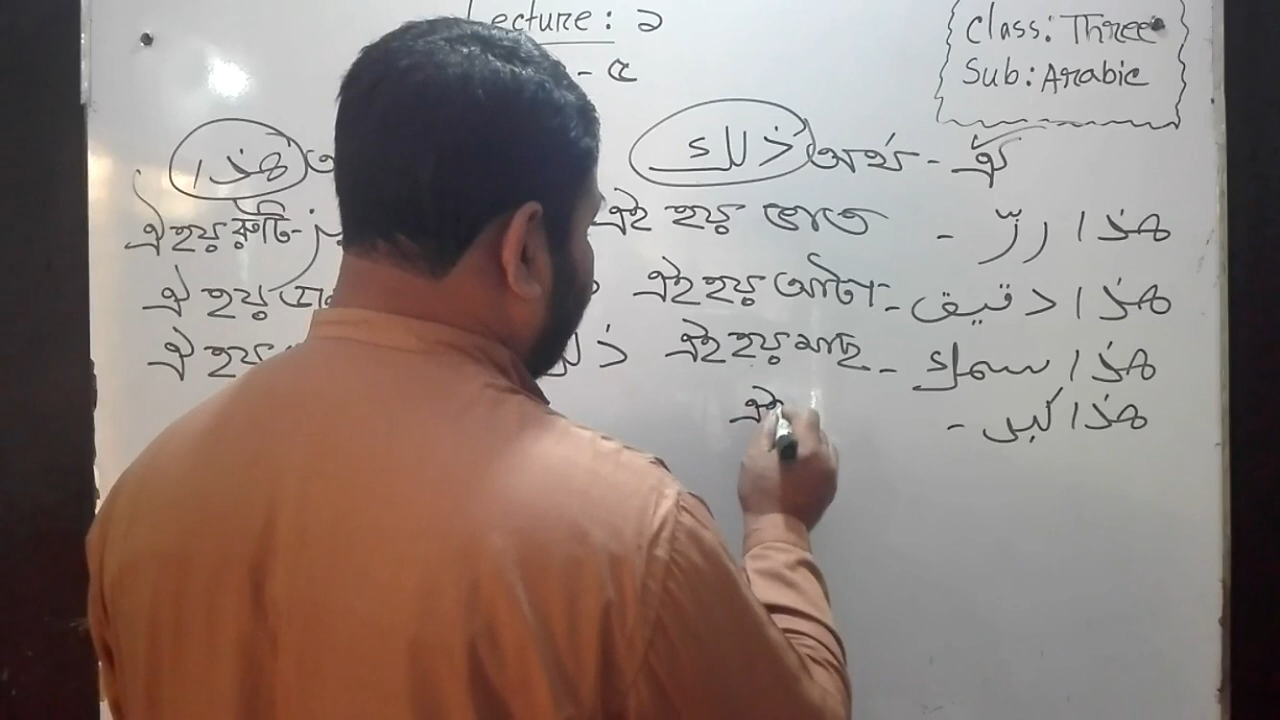 Lecture: ২
- ৫
Class: Three
Sub: Arabic
هذا
ذلك অর্থ - ঐ
ঐ হয় রুটি- এই হয় ভাত - هذا رزّ
ঐ হয় এই হয় আটা - هذا دقيق
ঐ হয় এই হয় মাছ - هذا سمك
এই - هذا